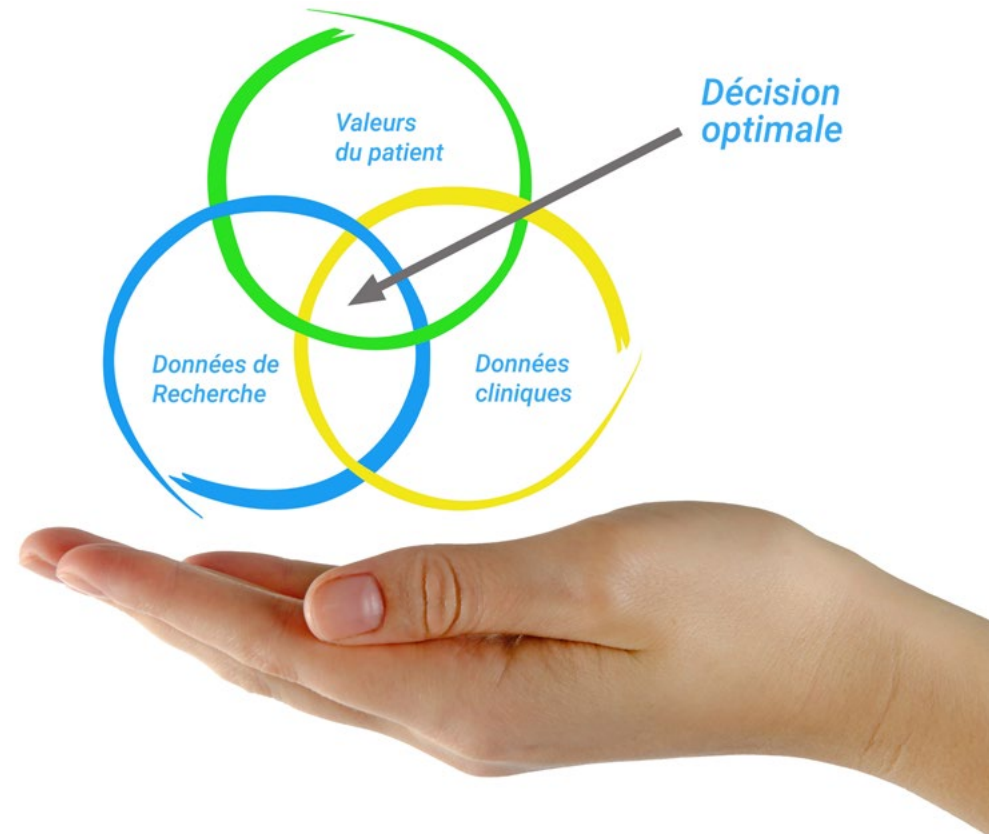 Décision
optimale
Valeurs
du patient
Données de
Recherche
Données
cliniques